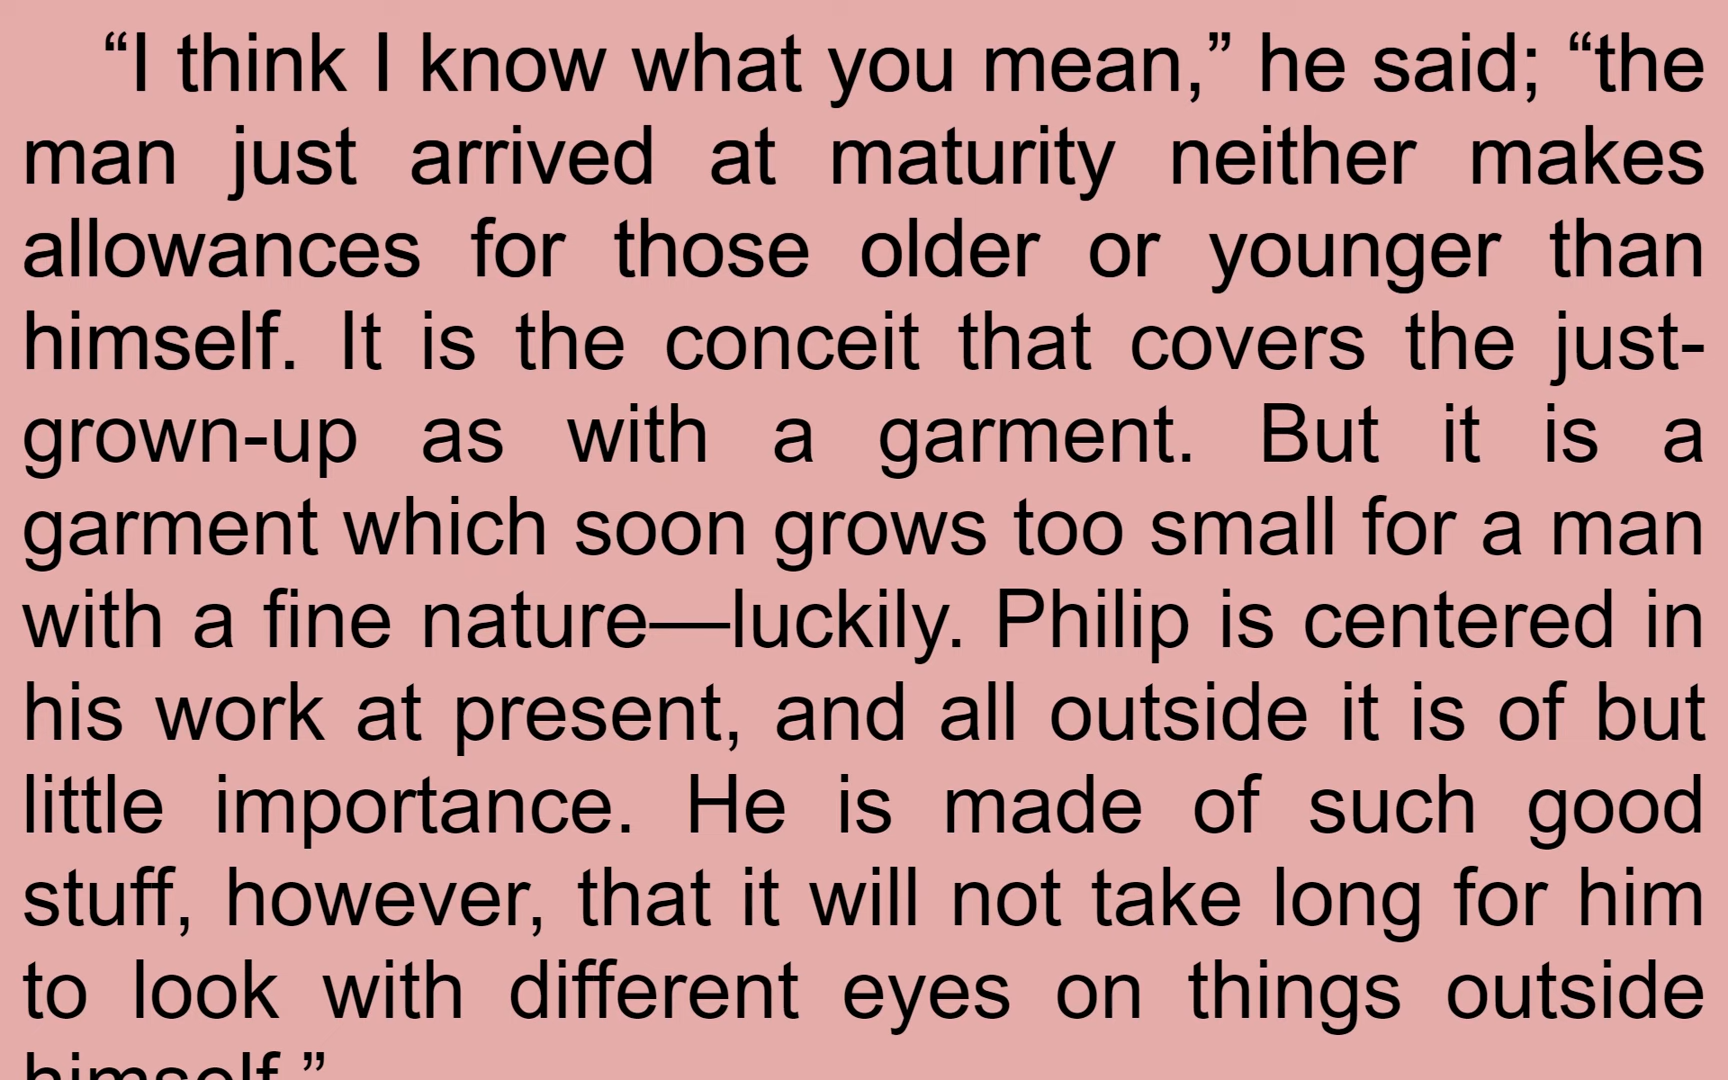 “I think I know what you mean,” he said; “the
man just arrived at maturity neither makes
allowances for those older or younger than
himself. It is the conceit that covers the just-
grown-up as with a garment. But it is a
garment which soon grows too small for a man
with a fine nature—luckily. Philip is centered in
his work at present, and all outside it is of but
little importance. He is made of such good
stuff, however, that it will not take long for him
to look with different eyes on things outside
himself.”